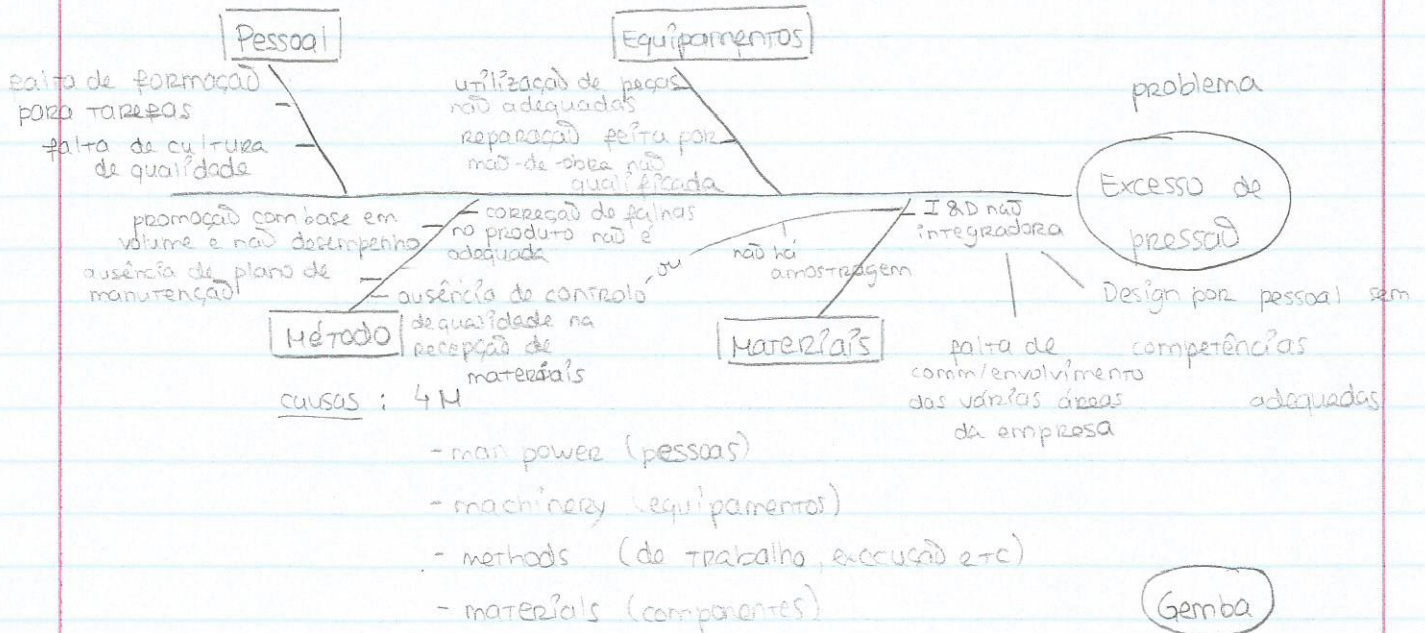 Pessoal
falta de formação
para tarefas
falta de cultura
de qualidade
Equipamentos
utilização de peças
não adequadas
reparação feita por
mão-de-obra não
qualificada
problema
Excesso de
pressão
promoção com base em
volume e não desempenho
ausência de plano de
manutenção
correção de falhas
no produto não é
adequada
ausência de controlo
de qualidade na
recepção de
materiais
Método
ou
não há
amostragem
I&D não
integradora
Materiais
falta de
comm/envolvimento
das várias áreas
da empresa
Design por pessoal sem
competências
adequadas
causas : 4 M
- man power (pessoas)
- machinery (equipamentos)
- methods (de trabalho, execução etc)
- materials (componentes)
Gemba